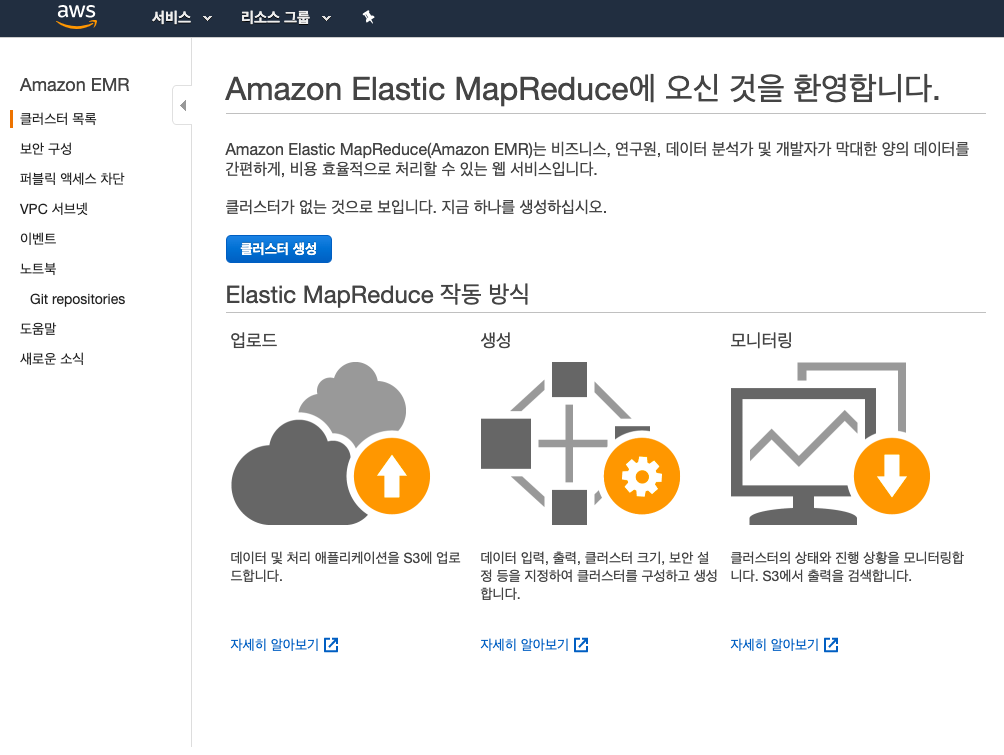 aws
서비스
리소스 그룹
Amazon EMR
클러스터 목록
보안 구성
퍼블릭 액세스 차단
VPC 서브넷
이벤트
노트북
Git repositories
도움말
새로운 소식
Amazon Elastic MapReduce에 오신 것을 환영합니다.
Amazon Elastic MapReduce(Amazon EMR)는 비즈니스, 연구원, 데이터 분석가 및 개발자가 막대한 양의 데이터를
간편하게, 비용 효율적으로 처리할 수 있는 웹 서비스입니다.
클러스터가 없는 것으로 보입니다. 지금 하나를 생성하십시오.
클러스터 생성
Elastic MapReduce 작동 방식
업로드
데이터 및 처리 애플리케이션을 S3에 업로
드합니다.
자세히 알아보기
생성
데이터 입력, 출력, 클러스터 크기, 보안 설
정 등을 지정하여 클러스터를 구성하고 생성
합니다.
자세히 알아보기
모니터링
클러스터의 상태와 진행 상황을 모니터링합
니다. S3에서 출력을 검색합니다.
자세히 알아보기